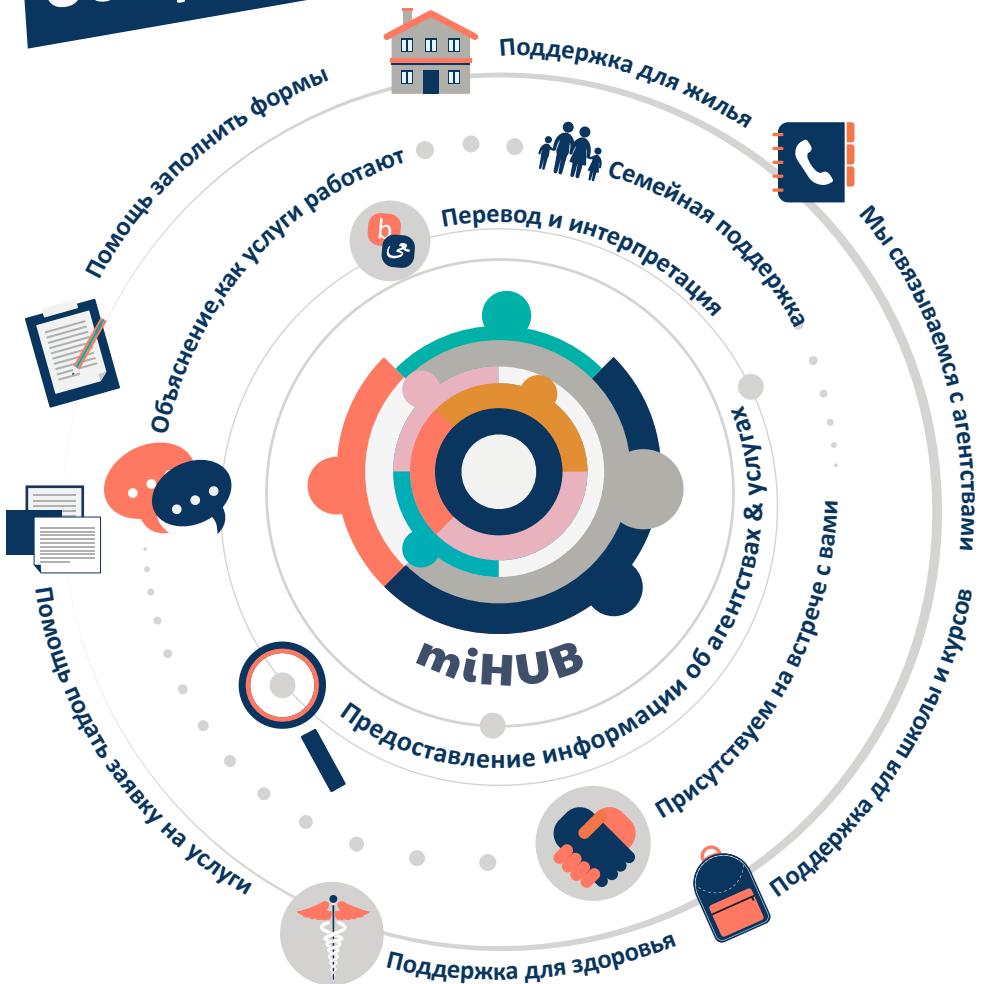 Поддержка для жилья
Помощь заполнить формы
Мы связываемся с агентствами
Объяснение,как услуги работают
Семейная поддержка
Перевод и интерпретация
b
miHUB
Предоставление информации об агентствах & услугах
Присутствуем на встрече с вами
Поддержка для школы и курсов
Помощь подать заявку на услуги
Поддержка для здоровья